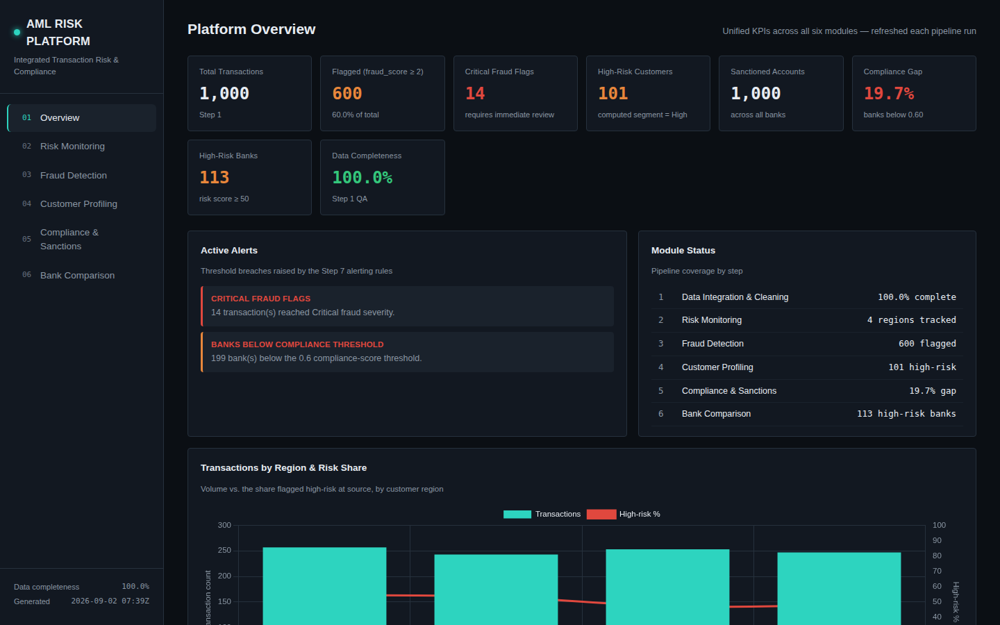 AML RISK
PLATFORM
Integrated Transaction Risk &
Compliance
01 Overview
02 Risk Monitoring
03 Fraud Detection
04 Customer Profiling
05 Compliance &
Sanctions
06 Bank Comparison
Data completeness 100.0%
Generated 2026-09-02 07:39Z
Platform Overview
Unified KPIs across all six modules — refreshed each pipeline run
Total Transactions
1,000
Step 1
Flagged (fraud_score ≥ 2)
600
60.0% of total
Critical Fraud Flags
14
requires immediate review
High-Risk Customers
101
computed segment = High
Sanctioned Accounts
1,000
across all banks
Compliance Gap
19.7%
banks below 0.60
High-Risk Banks
113
risk score ≥ 50
Data Completeness
100.0%
Step 1 QA
Active Alerts
Threshold breaches raised by the Step 7 alerting rules
CRITICAL FRAUD FLAGS
14 transaction(s) reached Critical fraud severity.
BANKS BELOW COMPLIANCE THRESHOLD
199 bank(s) below the 0.6 compliance-score threshold.
Module Status
Pipeline coverage by step
1 Data Integration & Cleaning 100.0% complete
2 Risk Monitoring 4 regions tracked
3 Fraud Detection 600 flagged
4 Customer Profiling 101 high-risk
5 Compliance & Sanctions 19.7% gap
6 Bank Comparison 113 high-risk banks
Transactions by Region & Risk Share
Volume vs. the share flagged high-risk at source, by customer region
Transactions High-risk %
300
250
200
150
100
90
80
70
60
50
40
High-risk %